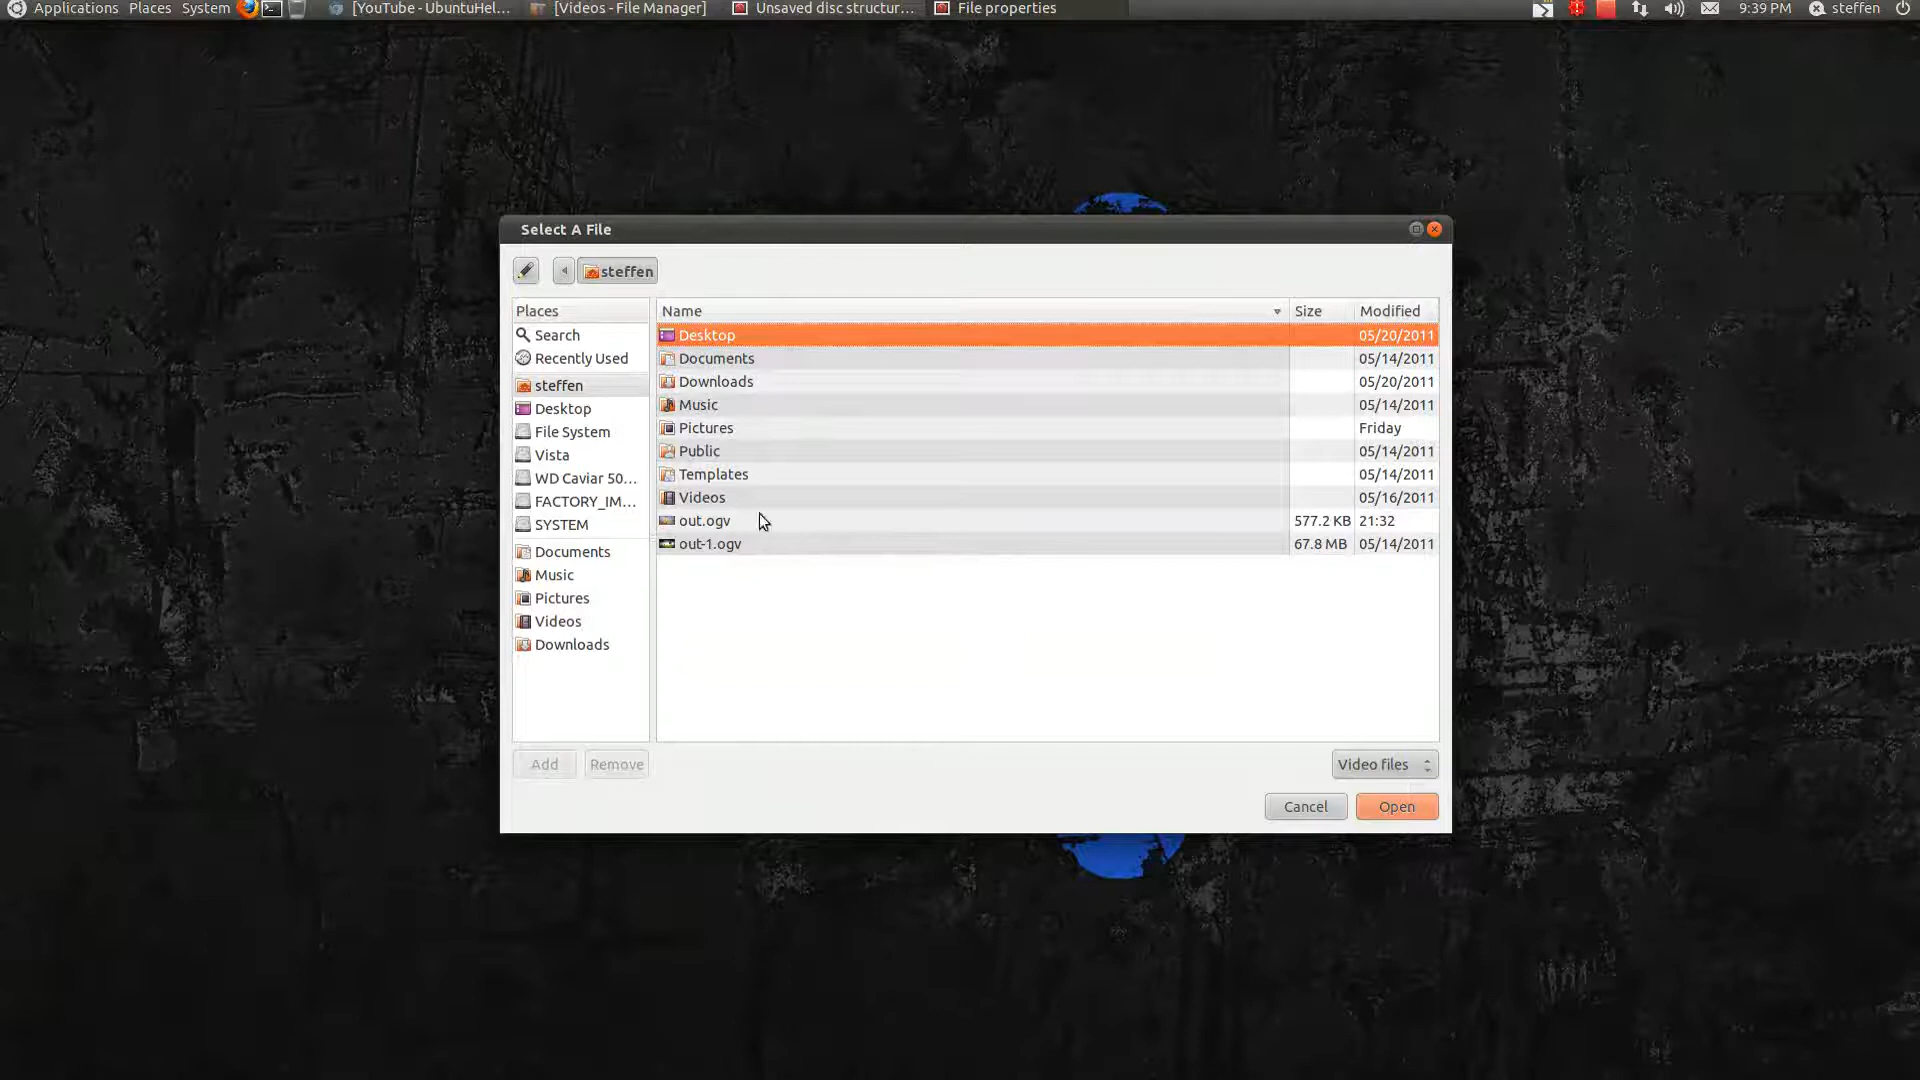 Applications Places System [YouTube - UbuntuHel... [Videos - File Manager] Unsaved disc structur... File properties 9:39 PM steffen
Select A File
steffen
Places
Search
Recently Used
steffen
Desktop
File System
Vista
WD Caviar 50...
FACTORY_IM...
SYSTEM
Documents
Music
Pictures
Videos
Downloads
Name Size Modified
Desktop 05/20/2011
Documents 05/14/2011
Downloads 05/20/2011
Music 05/14/2011
Pictures Friday
Public 05/14/2011
Templates 05/14/2011
Videos 05/16/2011
out.ogv 577.2 KB 21:32
out-1.ogv 67.8 MB 05/14/2011
Add Remove Video files
Cancel Open